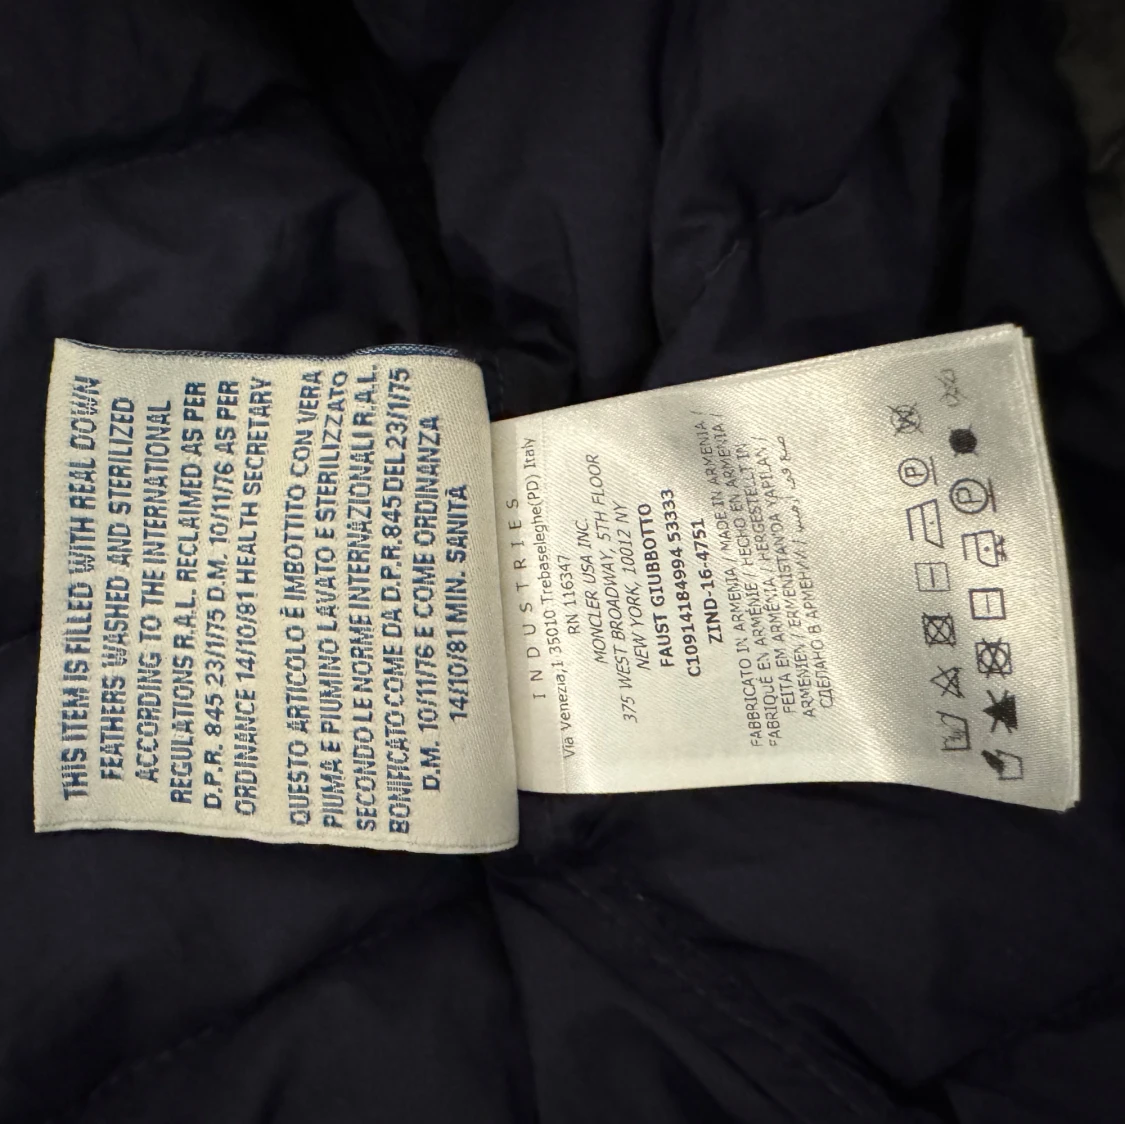 THIS ITEM IS FILLED WITH REAL DOWN
FEATHERS WASHED AND STERILIZED
ACCORDING TO THE INTERNATIONAL
REGULATIONS R.A.L. RECLAIMED AS PER
D.P.R. 845 23/1/75 D.M. 10/11/76 AS PER
ORDINANCE 14/10/81 HEALTH SECRETARY
QUESTO ARTICOLO È IMBOTTITO CON VERA
PIUMA E PIUMINO LAVATO E STERILIZZATO
SECONDO LE NORME INTERNAZIONALI R.A.L.
BONIFICATO COME DA D.P.R. 845 DEL 23/1/75
D.M. 10/11/76 E COME ORDINANZA
14/10/81 MIN. SANITÀ
INDUSTRIES
Via Venezia,1 35010 Trebaseleghe(PD) Italy
RN 116347
MONCLER USA INC.
375 WEST BROADWAY, 5TH FLOOR
NEW YORK, 10012 NY
FAUST GIUBBOTTO
C10914184994 53333
ZIND-16-4751
FABBRICATO IN ARMENIA / MADE IN ARMENIA /
FABRIQUÉ EN ARMÉNIE / HECHO EN ARMENIA /
FEITA EM ARMÊNIA / HERGESTELLT IN
ARMENIEN / ERMENISTAN'DA YAPILAN /
СДЕЛАНО В АРМЕНИИ /
P
P